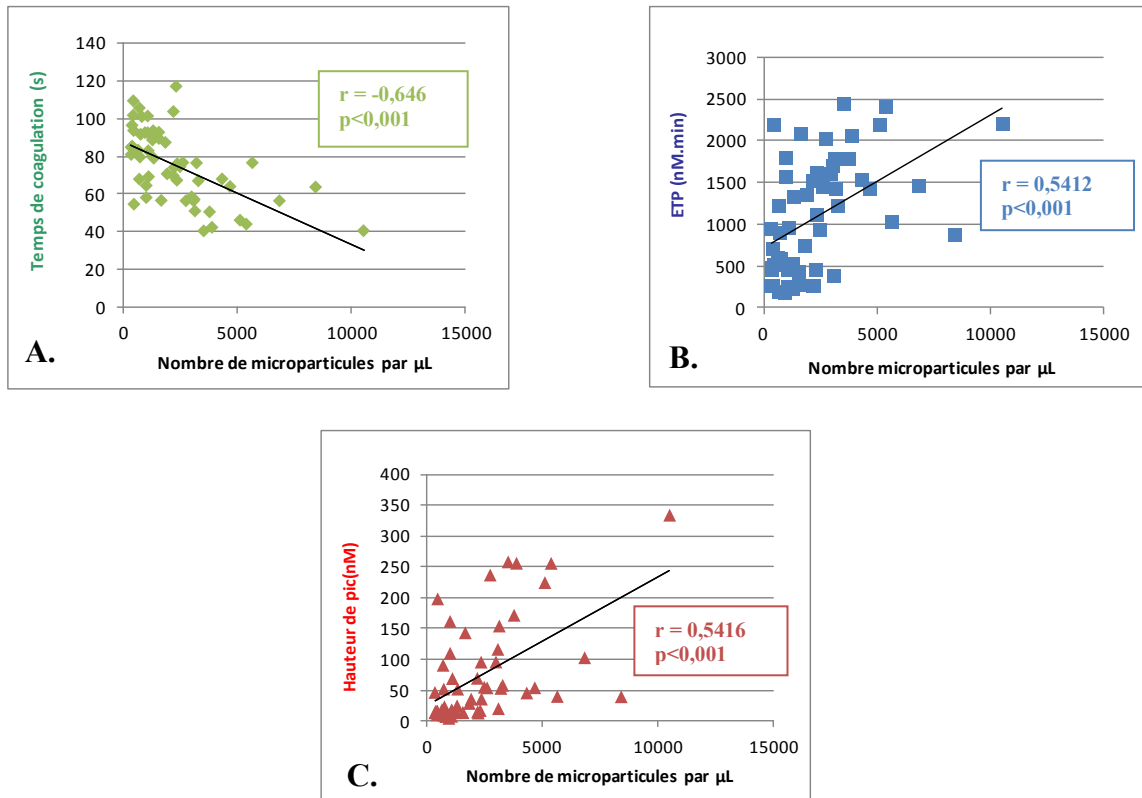 Temps de coagulation (s)
140
120
100
80
60
40
20
0
0 5000 10000 15000
r = -0,646
p<0,001
A.
Nombre de microparticules par µL
ETP (nM.min)
3000
2500
2000
1500
1000
500
0
0 5000 10000 15000
r = 0,5412
p<0,001
B.
Nombre microparticules par µL
Hauteur de pic(nM)
400
350
300
250
200
150
100
50
0
0 5000 10000 15000
r = 0,5416
p<0,001
C.
Nombre de microparticules par µL